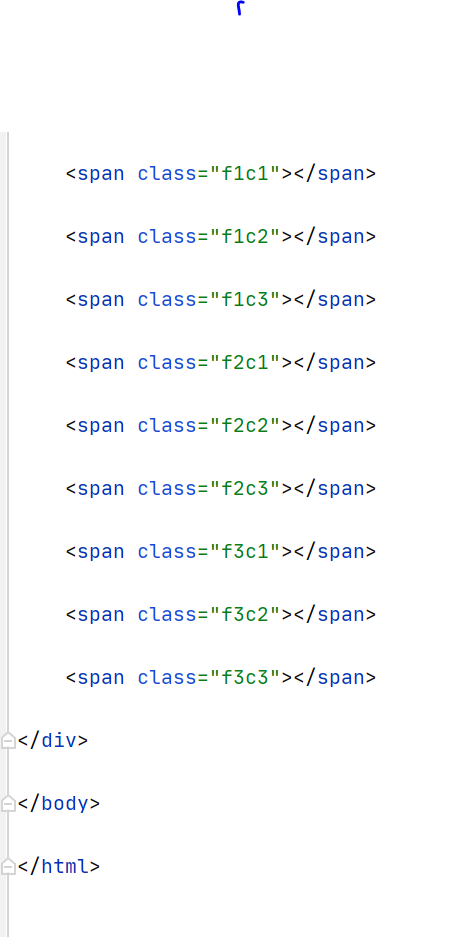 <span class="f1c1"></span>
<span class="f1c2"></span>
<span class="f1c3"></span>
<span class="f2c1"></span>
<span class="f2c2"></span>
<span class="f2c3"></span>
<span class="f3c1"></span>
<span class="f3c2"></span>
<span class="f3c3"></span>
</div>
</body>
</html>